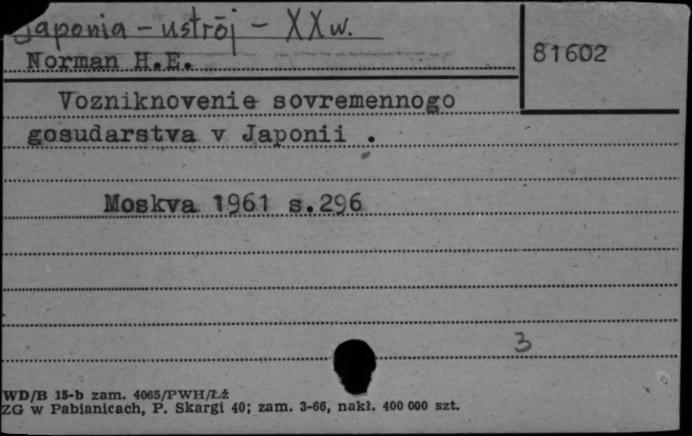 Japonia - ustrój - XX w.
Norman H.E.
81602
Vozniknovenie sovremennogo
gosudarstva v Japonii .
Moskva 1961 s.296
3
WD/B 15-b zam. 4065/PWH/Łż
ZG w Pabianicach, P. Skargi 40; zam. 3-66, nakł. 400 000 szt.